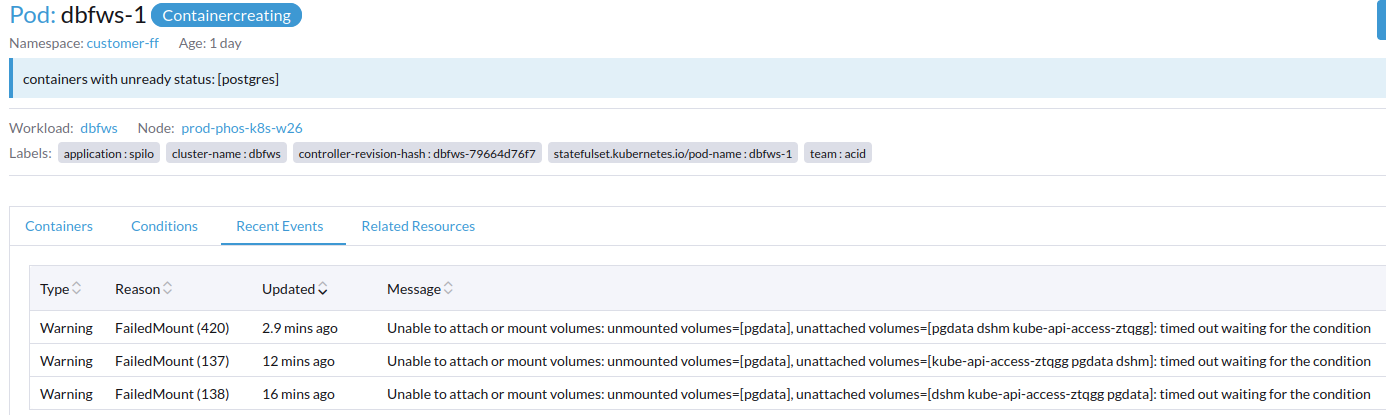 Pod: dbfws-1 Containercreating
Namespace: customer-ff Age: 1 day
containers with unready status: [postgres]
Workload: dbfws Node: prod-phos-k8s-w26
Labels: application : spilo cluster-name : dbfws controller-revision-hash : dbfws-79664d76f7 statefulset.kubernetes.io/pod-name : dbfws-1 team : acid
Containers Conditions Recent Events Related Resources
Type Reason Updated Message
Warning FailedMount (420) 2.9 mins ago Unable to attach or mount volumes: unmounted volumes=[pgdata], unattached volumes=[pgdata dshm kube-api-access-ztqgg]: timed out waiting for the condition
Warning FailedMount (137) 12 mins ago Unable to attach or mount volumes: unmounted volumes=[pgdata], unattached volumes=[kube-api-access-ztqgg pgdata dshm]: timed out waiting for the condition
Warning FailedMount (138) 16 mins ago Unable to attach or mount volumes: unmounted volumes=[pgdata], unattached volumes=[dshm kube-api-access-ztqgg pgdata]: timed out waiting for the condition